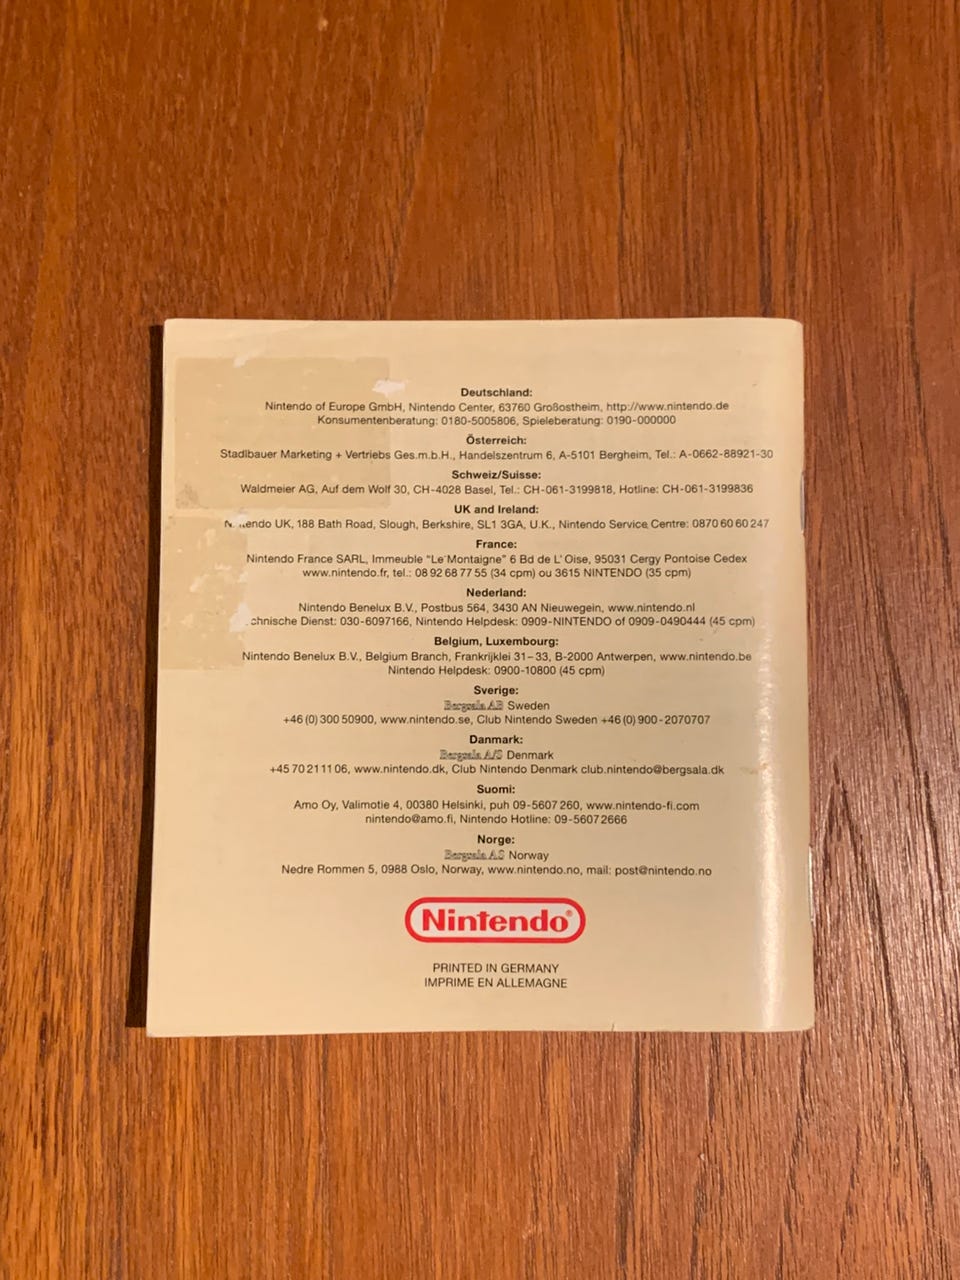 Deutschland:
Nintendo of Europe GmbH, Nintendo Center, 63760 Großostheim, http://www.nintendo.de
Konsumentenberatung: 0180-5005806, Spieleberatung: 0190-000000
Österreich:
Stadlbauer Marketing + Vertriebs Ges.m.b.H., Handelszentrum 6, A-5101 Bergheim, Tel.: A-0662-88921-30
Schweiz/Suisse:
Waldmeier AG, Auf dem Wolf 30, CH-4028 Basel, Tel.: CH-061-3199818, Hotline: CH-061-3199836
UK and Ireland:
UK, 188 Bath Road, Slough, Berkshire, SL1 3GA, U.K., Nintendo Service Centre: 0870 60 60 247
France:
Nintendo France SARL, Immeuble "Le Montaigne" 6 Bd de L'Oise, 95031 Cergy Pontoise Cedex
www.nintendo.fr, tel.: 08 92 68 77 55 (34 cpm) ou 3615 NINTENDO (35 cpm)
Nederland:
Nintendo Benelux B.V., Postbus 564, 3430 AN Nieuwegein, www.nintendo.nl
Dienst: 030-6097166, Nintendo Helpdesk: 0909-NINTENDO of 0909-0490444 (45 cpm)
Belgium, Luxembourg:
Nintendo Benelux B.V., Belgium Branch, Frankrijklei 31–33, B-2000 Antwerpen, www.nintendo.be
Nintendo Helpdesk: 0900-10800 (45 cpm)
Sverige:
Bergsala AB Sweden
+46 (0) 300 50900, www.nintendo.se, Club Nintendo Sweden +46 (0) 900-2070707
Danmark:
Bergsala A/S Denmark
+45 70 21 11 06, www.nintendo.dk, Club Nintendo Denmark club.nintendo@bergsala.dk
Suomi:
Amo Oy, Valimotie 4, 00380 Helsinki, puh 09-5607 260, www.nintendo-fi.com
nintendo@amo.fi, Nintendo Hotline: 09-5607 2666
Norge:
Bergsala AS Norway
Nedre Rommen 5, 0988 Oslo, Norway, www.nintendo.no, mail: post@nintendo.no
Nintendo®
PRINTED IN GERMANY
IMPRIME EN ALLEMAGNE